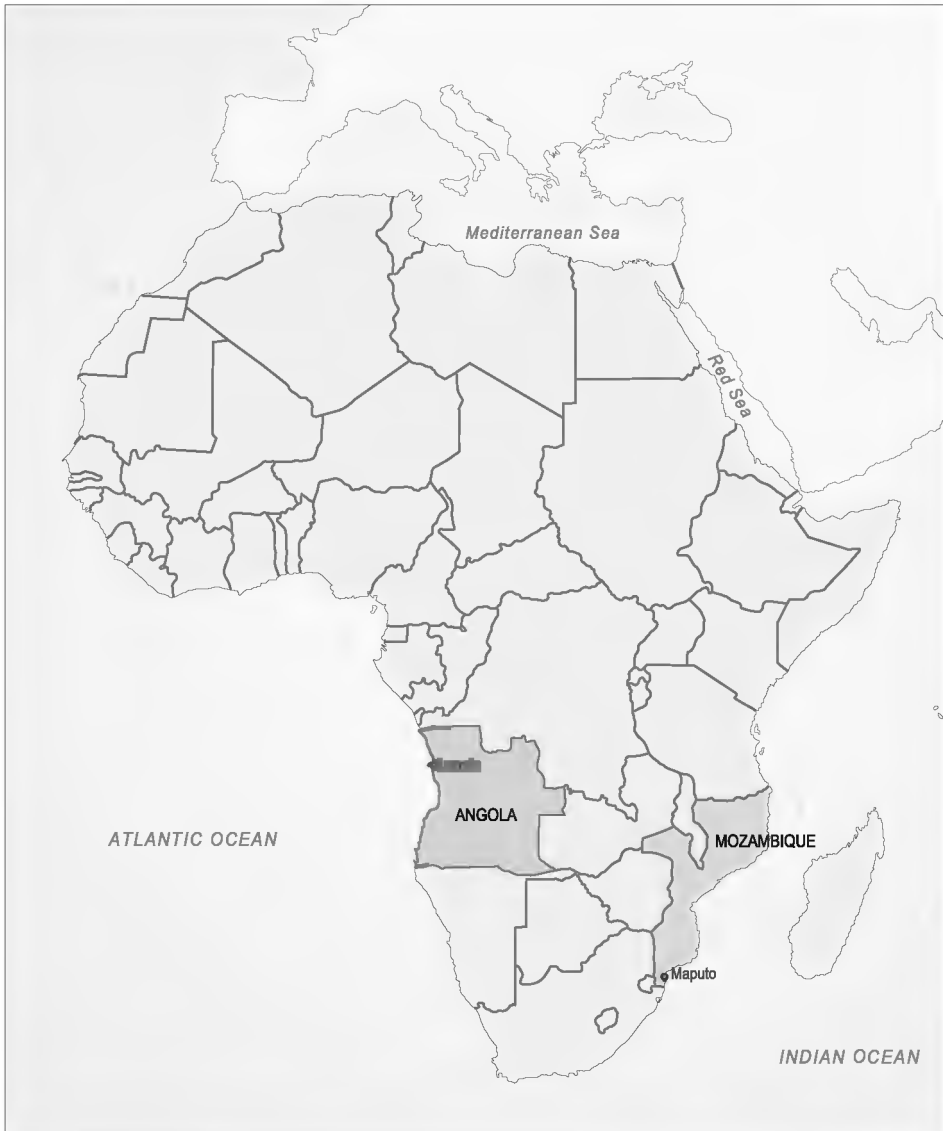 Mediterranean Sea
Red Sea
ANGOLA
ATLANTIC OCEAN
MOZAMBIQUE
Maputo
INDIAN OCEAN